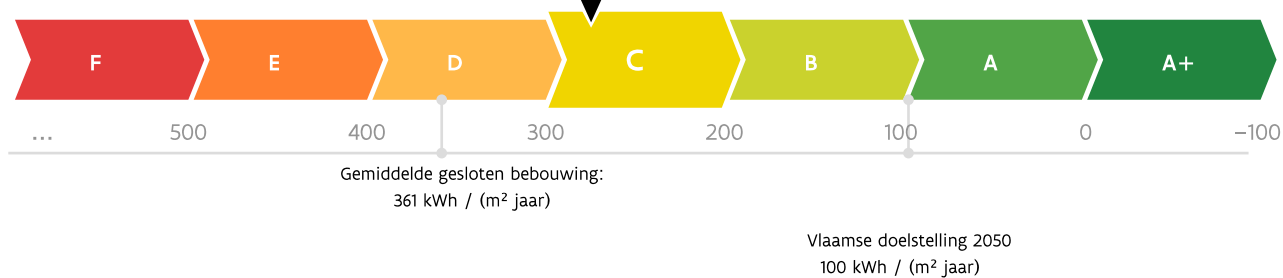 F E D C B A A+
... 500 400 300 200 100 0 –100
Gemiddelde gesloten bebouwing:
361 kWh / (m² jaar)
Vlaamse doelstelling 2050
100 kWh / (m² jaar)